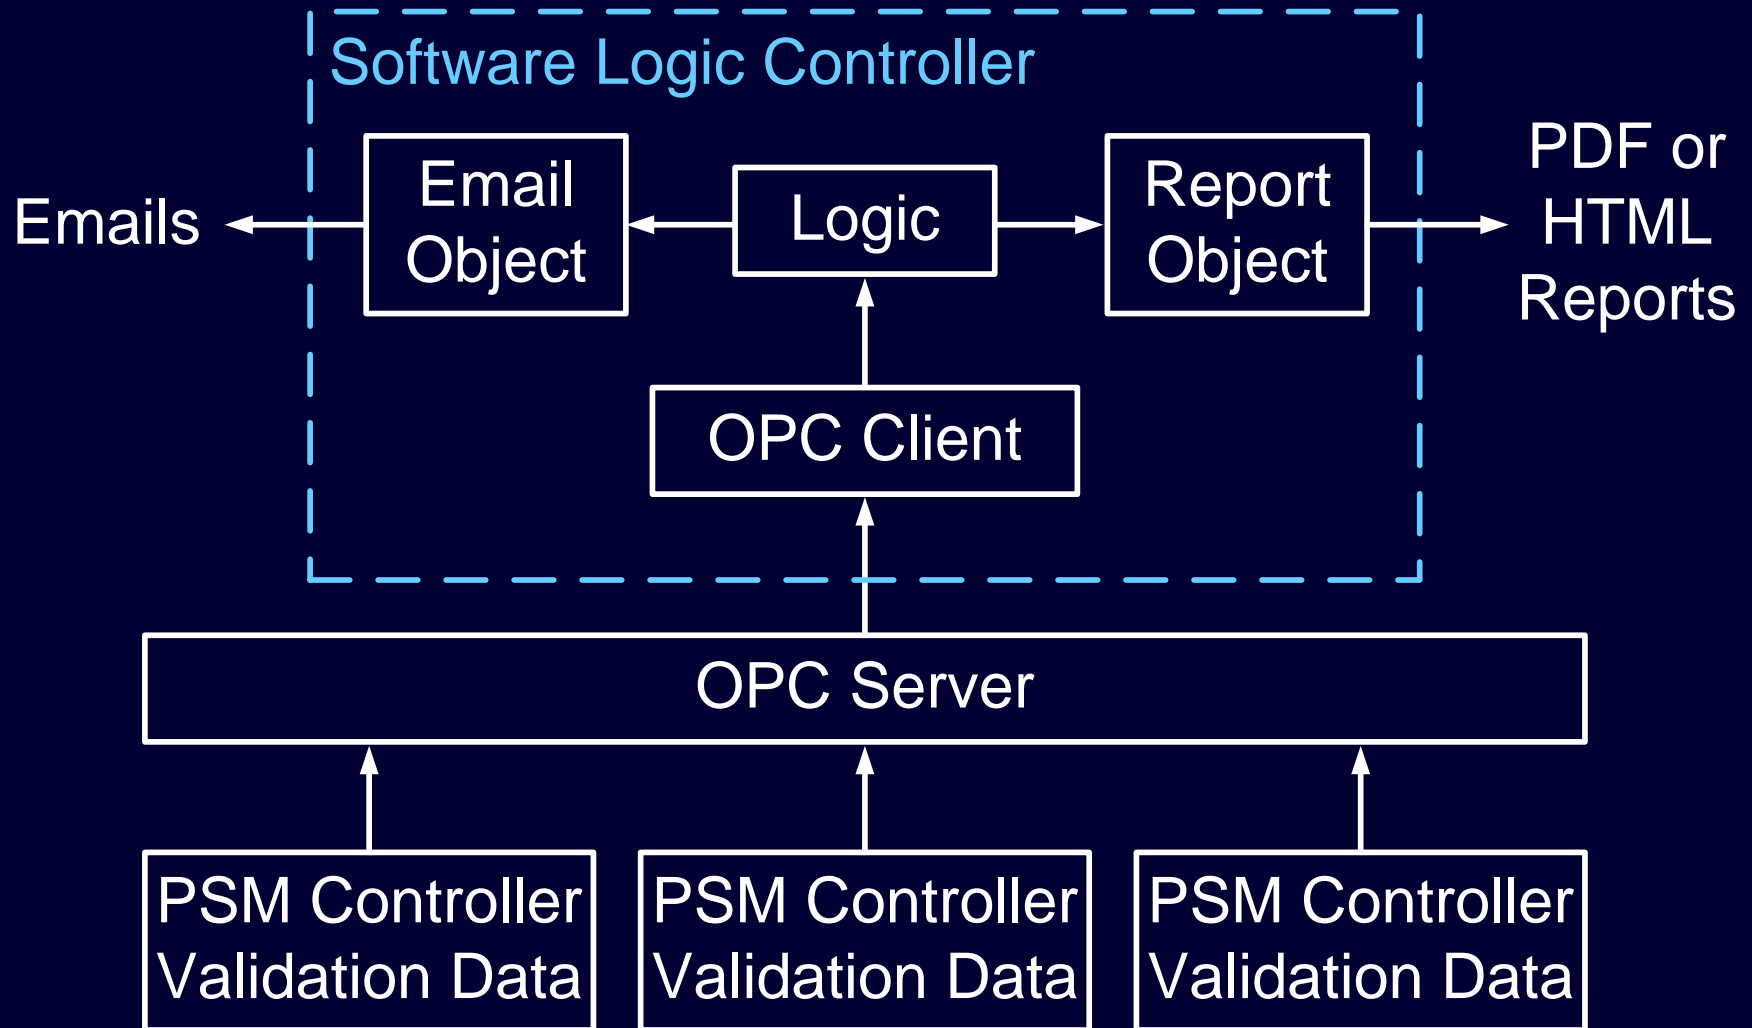 Software Logic Controller
Emails
Email
Object
Logic
Report
Object
PDF or
HTML
Reports
OPC Client
OPC Server
PSM Controller
Validation Data
PSM Controller
Validation Data
PSM Controller
Validation Data